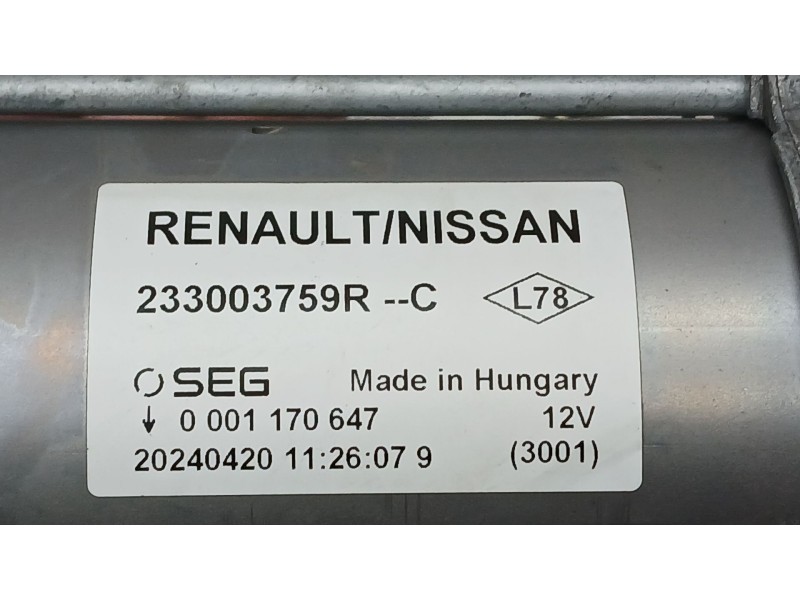 RENAULT/NISSAN
233003759R --C L78
SEG Made in Hungary
↓ 0 001 170 647 12V
20240420 11:26:07 9 (3001)